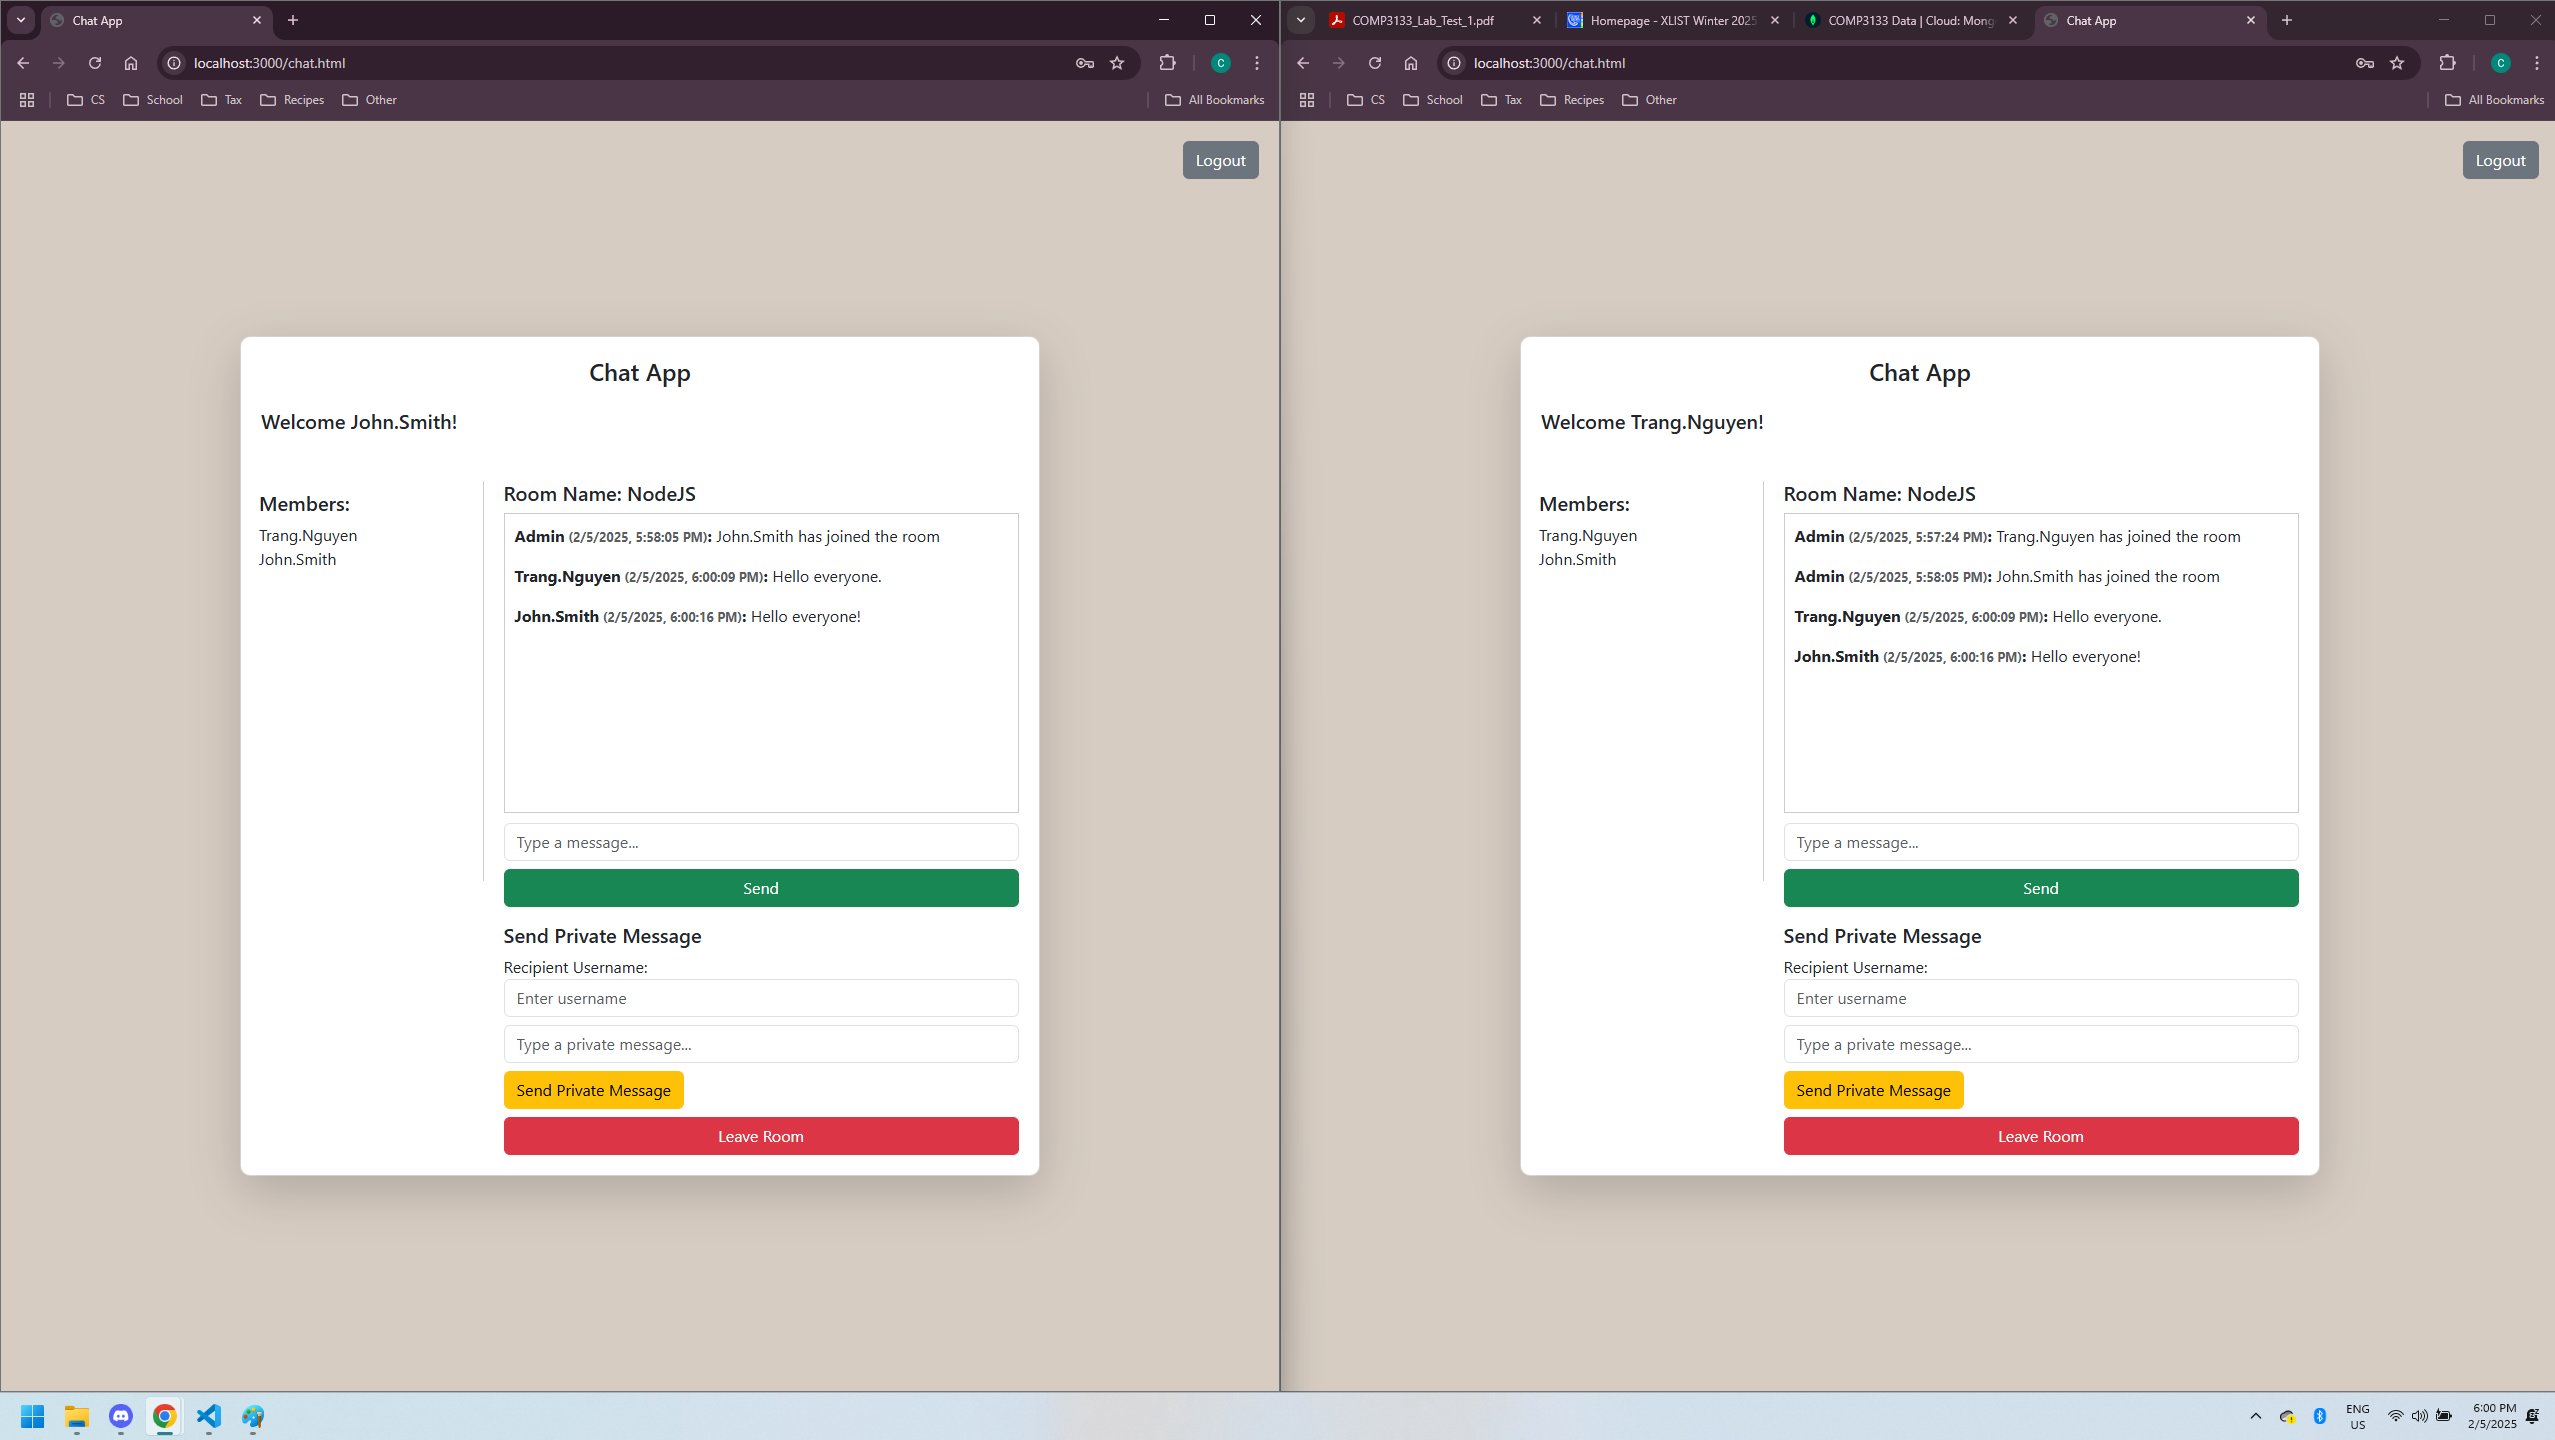 Chat App
localhost:3000/chat.html
CS School Tax Recipes Other All Bookmarks
Logout
Chat App
Welcome John.Smith!
Members:
Trang.Nguyen
John.Smith
Room Name: NodeJS
Admin (2/5/2025, 5:58:05 PM): John.Smith has joined the room
Trang.Nguyen (2/5/2025, 6:00:09 PM): Hello everyone.
John.Smith (2/5/2025, 6:00:16 PM): Hello everyone!
Type a message...
Send
Send Private Message
Recipient Username:
Enter username
Type a private message...
Send Private Message
Leave Room
COMP3133_Lab_Test_1.pdf Homepage - XLIST Winter 2025 COMP3133 Data | Cloud: Mong Chat App
localhost:3000/chat.html
C
CS School Tax Recipes Other All Bookmarks
Logout
Chat App
Welcome Trang.Nguyen!
Members:
Trang.Nguyen
John.Smith
Room Name: NodeJS
Admin (2/5/2025, 5:57:24 PM): Trang.Nguyen has joined the room
Admin (2/5/2025, 5:58:05 PM): John.Smith has joined the room
Trang.Nguyen (2/5/2025, 6:00:09 PM): Hello everyone.
John.Smith (2/5/2025, 6:00:16 PM): Hello everyone!
Type a message...
Send
Send Private Message
Recipient Username:
Enter username
Type a private message...
Send Private Message
Leave Room
ENG
US
6:00 PM
2/5/2025